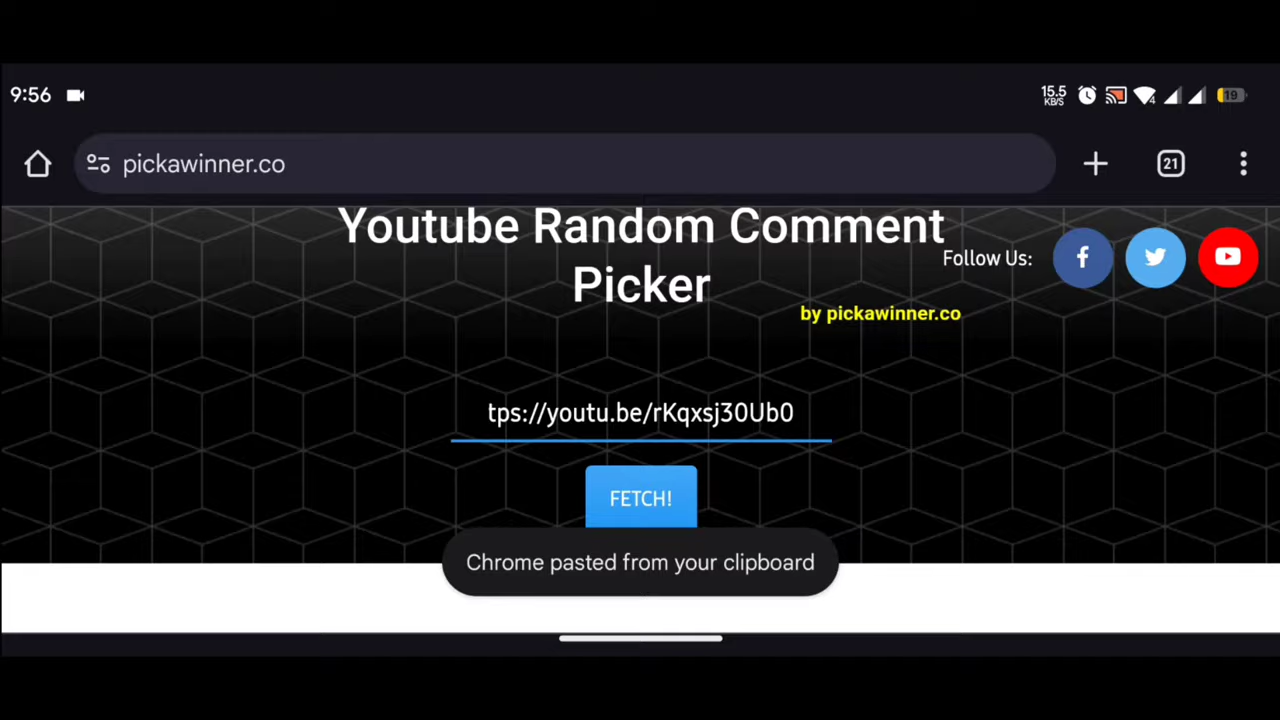 9:56
15.5
KB/S
4
19
pickawinner.co
21
Youtube Random Comment
Picker
Follow Us:
by pickawinner.co
tps://youtu.be/rKqxsj30Ub0
FETCH!
Chrome pasted from your clipboard